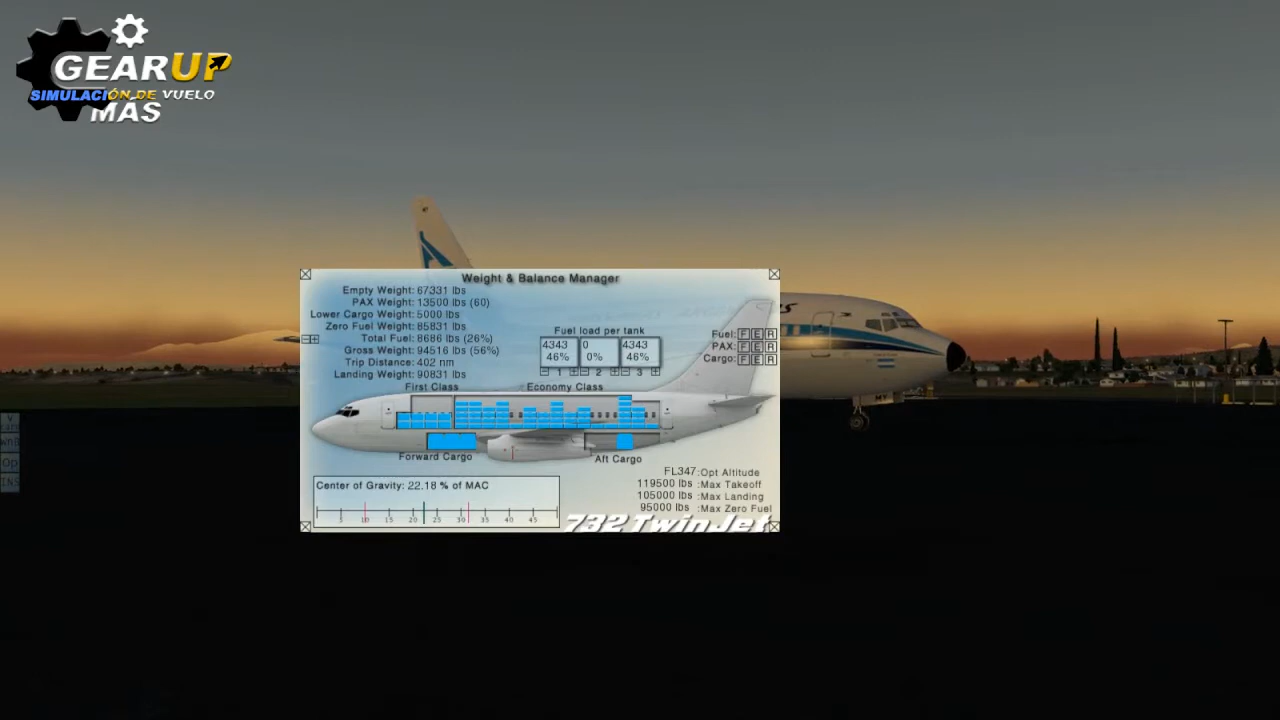 GEARUP
SIMULACIÓN DE VUELO
MÁS
Weight & Balance Manager
Empty Weight: 67331 lbs
PAX Weight: 13500 lbs (60)
Lower Cargo Weight: 5000 lbs
Zero Fuel Weight: 85831 lbs
Total Fuel: 8686 lbs (26%)
Gross Weight: 94516 lbs (56%)
Trip Distance: 402 nm
Landing Weight: 90831 lbs
Fuel load per tank
4343 0 4343
46% 0% 46%
1 2 3
Fuel: F E R
PAX: F E R
Cargo: F E R
First Class Economy Class
Forward Cargo Aft Cargo
Center of Gravity: 22.18 % of MAC
5 10 15 20 25 30 35 40 45
FL347 :Opt Altitude
119500 lbs :Max Takeoff
105000 lbs :Max Landing
95000 lbs :Max Zero Fuel
732 TwinJet